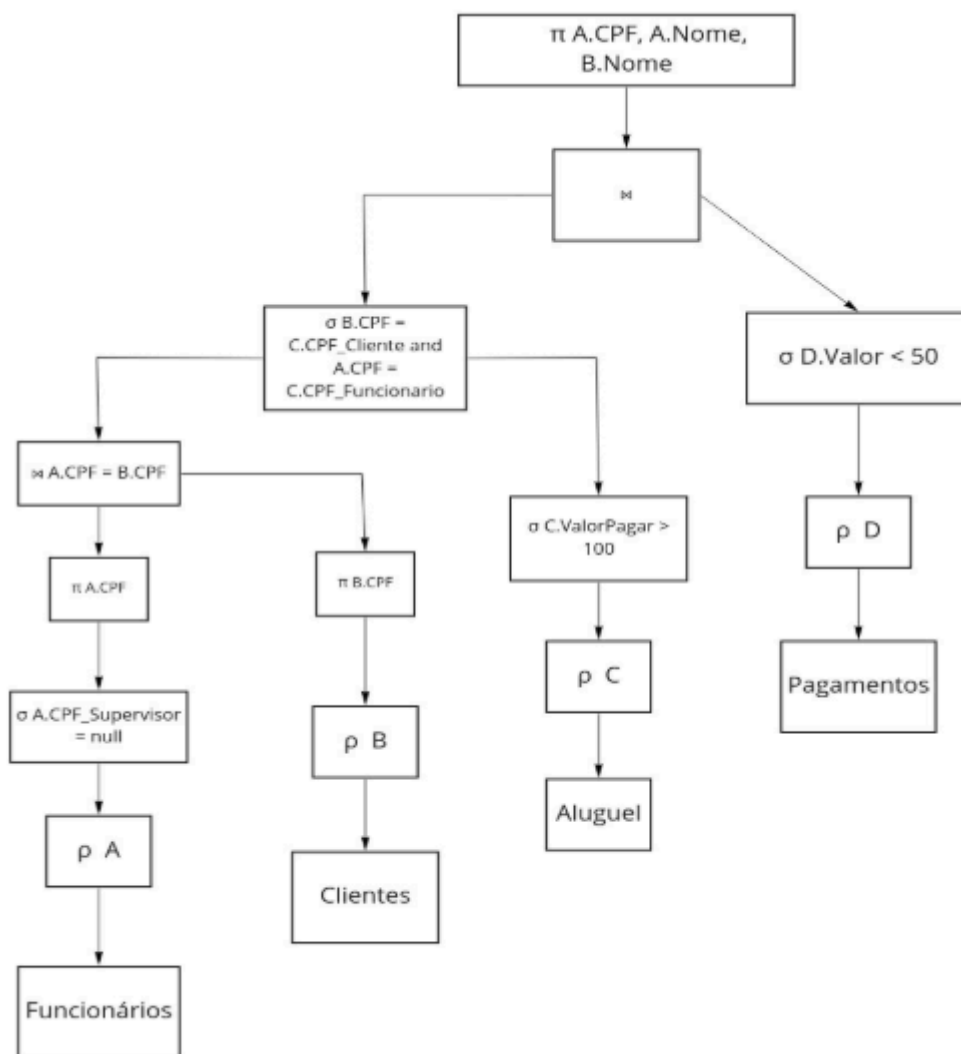 π A.CPF, A.Nome,
B.Nome
⋈
σ B.CPF =
C.CPF_Cliente and
A.CPF =
C.CPF_Funcionario
σ D.Valor < 50
⋈ A.CPF = B.CPF
σ C.ValorPagar >
100
ρ D
π A.CPF
π B.CPF
ρ C
Pagamentos
σ A.CPF_Supervisor
= null
ρ B
Aluguel
ρ A
Clientes
Funcionários